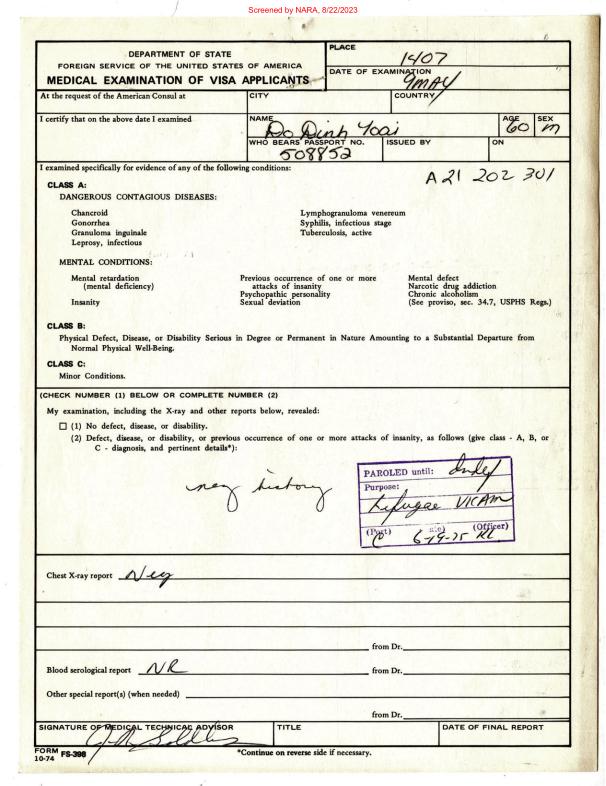 Screened by NARA, 8/22/2023
DEPARTMENT OF STATE
FOREIGN SERVICE OF THE UNITED STATES OF AMERICA
MEDICAL EXAMINATION OF VISA APPLICANTS
PLACE
1407
DATE OF EXAMINATION
9 MAY
At the request of the American Consul at
CITY
COUNTRY
I certify that on the above date I examined
NAME
Do Dinh Toai
AGE
60
SEX
M
WHO BEARS PASSPORT NO.
508852
ISSUED BY
ON
I examined specifically for evidence of any of the following conditions:
A 21 202 301
CLASS A:
DANGEROUS CONTAGIOUS DISEASES:
Chancroid
Gonorrhea
Granuloma inguinale
Leprosy, infectious
Lymphogranuloma venereum
Syphilis, infectious stage
Tuberculosis, active
MENTAL CONDITIONS:
Mental retardation
(mental deficiency)
Insanity
Previous occurrence of one or more
attacks of insanity
Psychopathic personality
Sexual deviation
Mental defect
Narcotic drug addiction
Chronic alcoholism
(See proviso, sec. 34.7, USPHS Regs.)
CLASS B:
Physical Defect, Disease, or Disability Serious in Degree or Permanent in Nature Amounting to a Substantial Departure from
Normal Physical Well-Being.
CLASS C:
Minor Conditions.
(CHECK NUMBER (1) BELOW OR COMPLETE NUMBER (2)
My examination, including the X-ray and other reports below, revealed:
(1) No defect, disease, or disability.
(2) Defect, disease, or disability, or previous occurrence of one or more attacks of insanity, as follows (give class - A, B, or
C - diagnosis, and pertinent details*):
neg history
PAROLED until: Indef
Purpose:
Refugee VICAM
(Port) (Officer)
6-19-75
Chest X-ray report Neg
from Dr.
Blood serological report NR
from Dr.
Other special report(s) (when needed)
from Dr.
SIGNATURE OF MEDICAL TECHNICAL ADVISOR
TITLE
DATE OF FINAL REPORT
FORM FS-398
10-74
*Continue on reverse side if necessary.